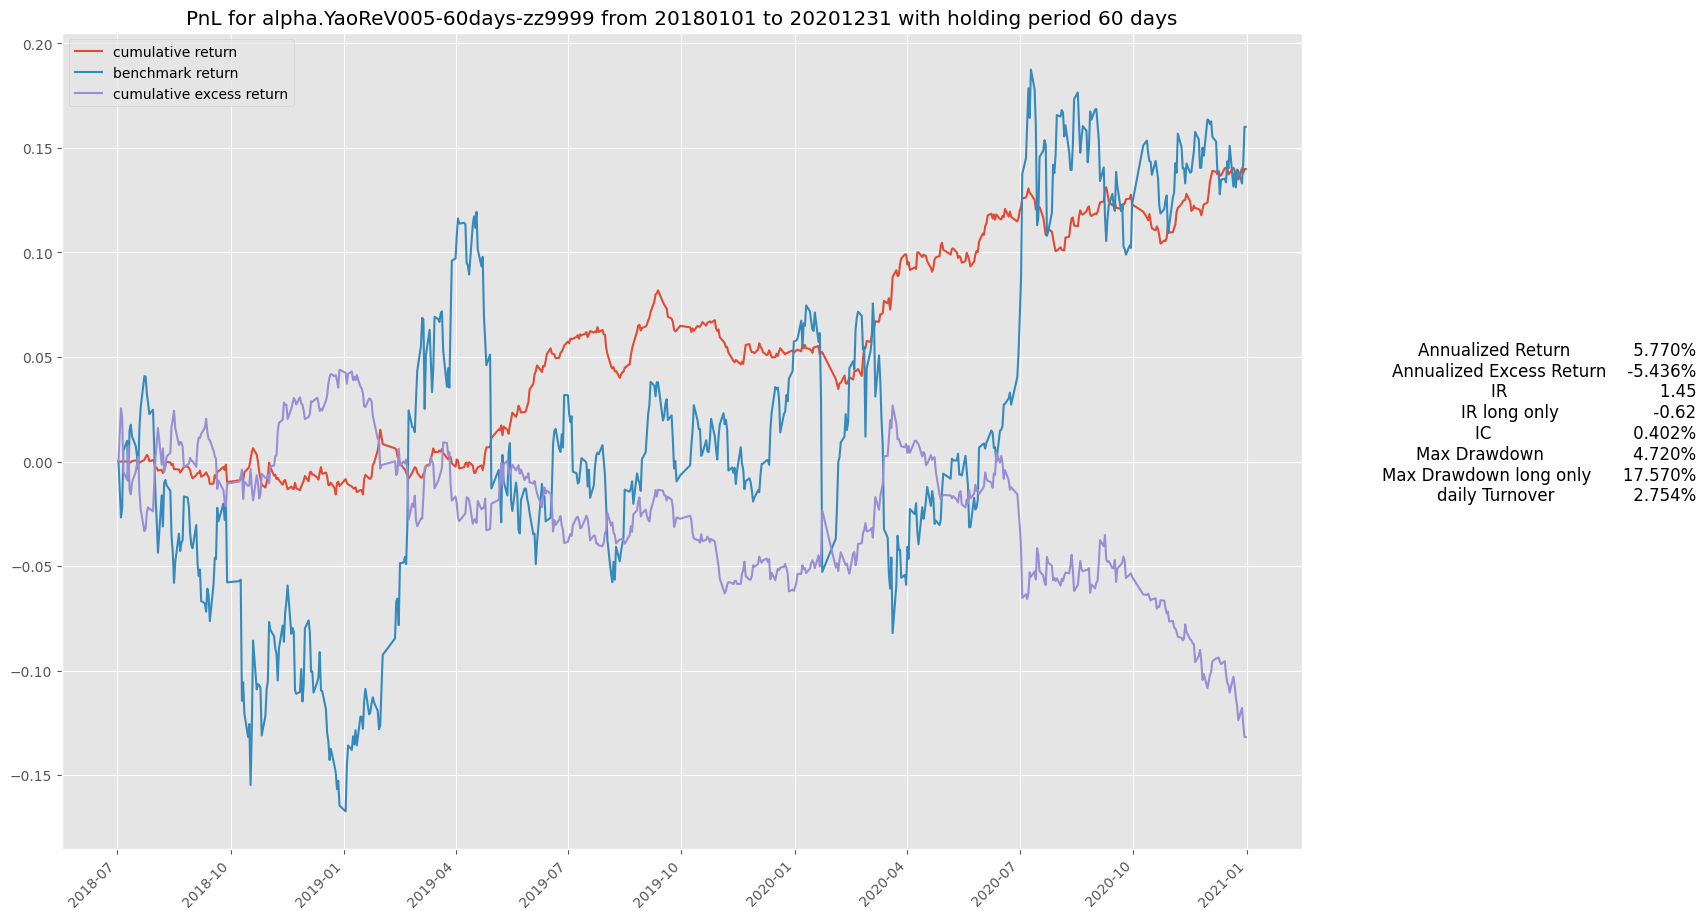 PnL for alpha.YaoReV005-60days-zz9999 from 20180101 to 20201231 with holding period 60 days
cumulative return
benchmark return
cumulative excess return
0.20
0.15
0.10
0.05
0.00
−0.05
−0.10
−0.15
2018-07
2018-10
2019-01
2019-04
2019-07
2019-10
2020-01
2020-04
2020-07
2020-10
2021-01
Annualized Return 5.770%
Annualized Excess Return -5.436%
IR 1.45
IR long only -0.62
IC 0.402%
Max Drawdown 4.720%
Max Drawdown long only 17.570%
daily Turnover 2.754%